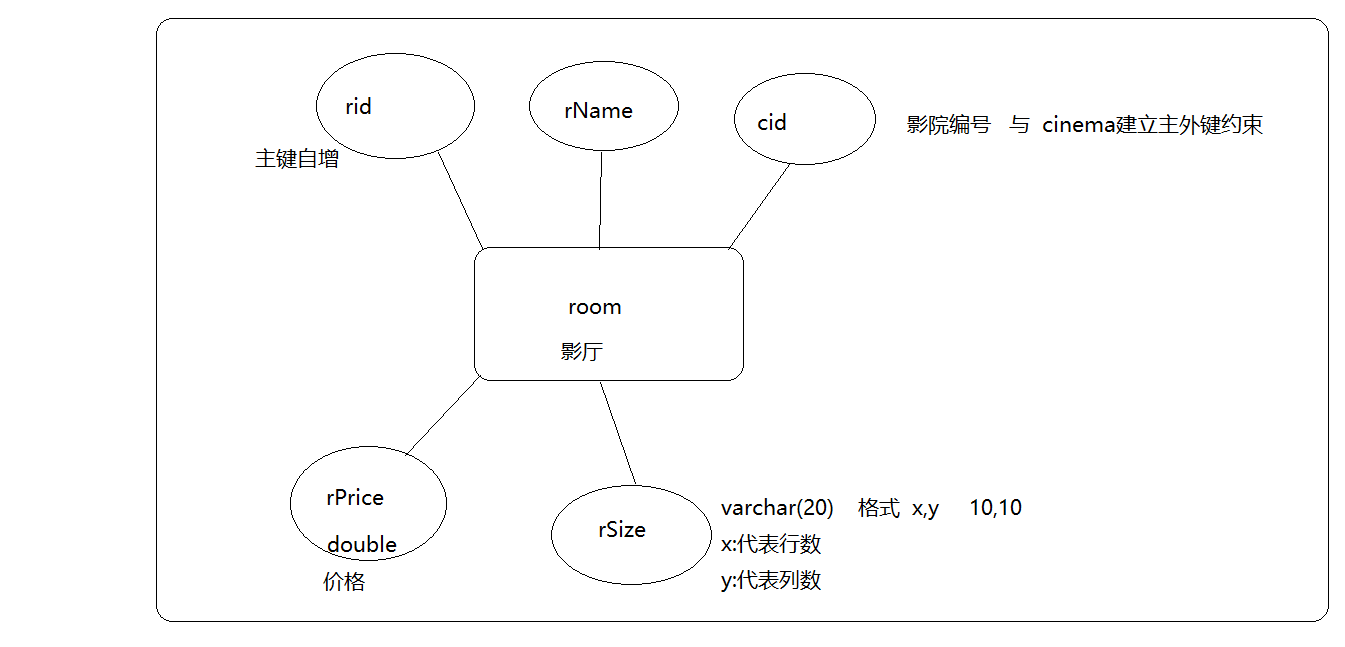 rid
rName
cid
影院编号 与 cinema建立主外键约束
主键自增
room
影厅
rPrice
double
价格
rSize
varchar(20) 格式 x,y 10,10
x:代表行数
y:代表列数